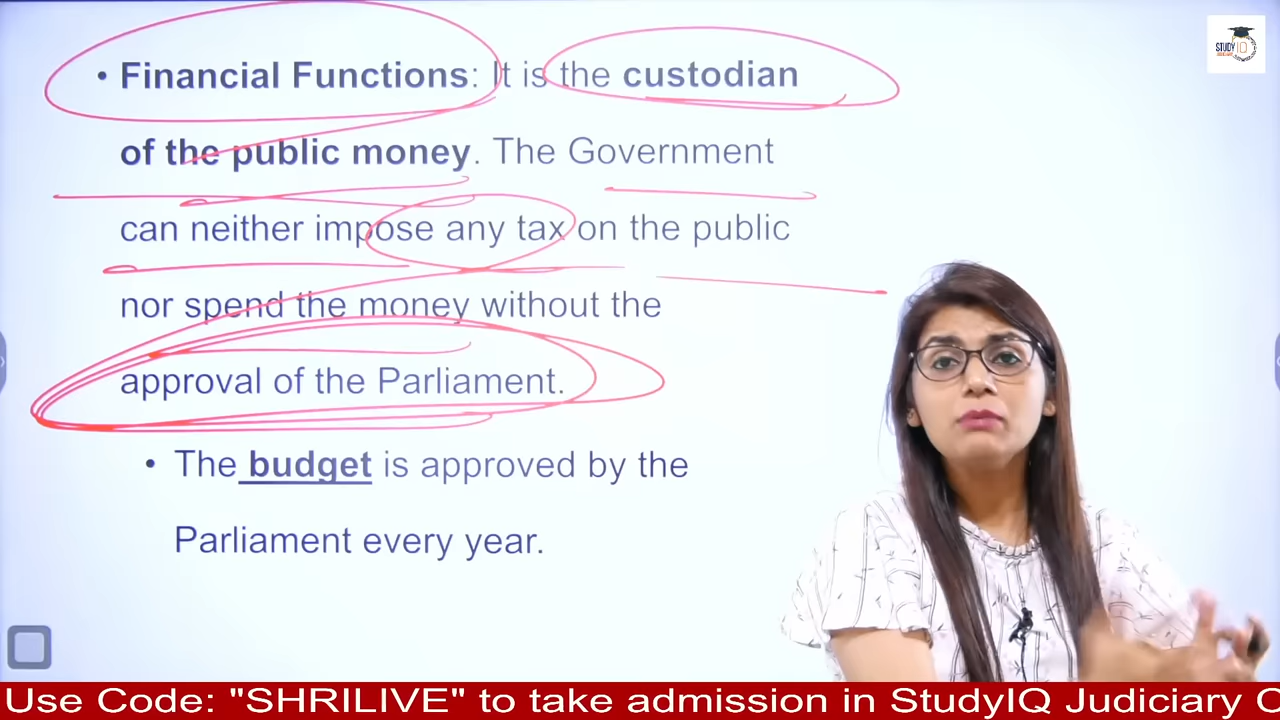 • Financial Functions: It is the custodian
of the public money. The Government
can neither impose any tax on the public
nor spend the money without the
approval of the Parliament.
• The budget is approved by the
Parliament every year.
STUDY IQ
Use Code: "SHRILIVE" to take admission in StudyIQ Judiciary C